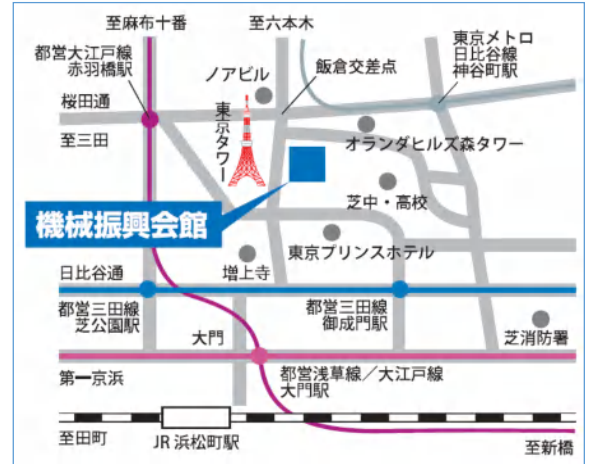 至麻布十番
至六本木
都営大江戸線
赤羽橋駅
東京メトロ
日比谷線
神谷町駅
ノアビル
飯倉交差点
桜田通
東京タワー
至三田
オランダヒルズ森タワー
芝中・高校
機械振興会館
東京プリンスホテル
増上寺
日比谷通
都営三田線
芝公園駅
都営三田線
御成門駅
大門
芝消防署
第一京浜
都営浅草線／大江戸線
大門駅
至田町
JR 浜松町駅
至新橋